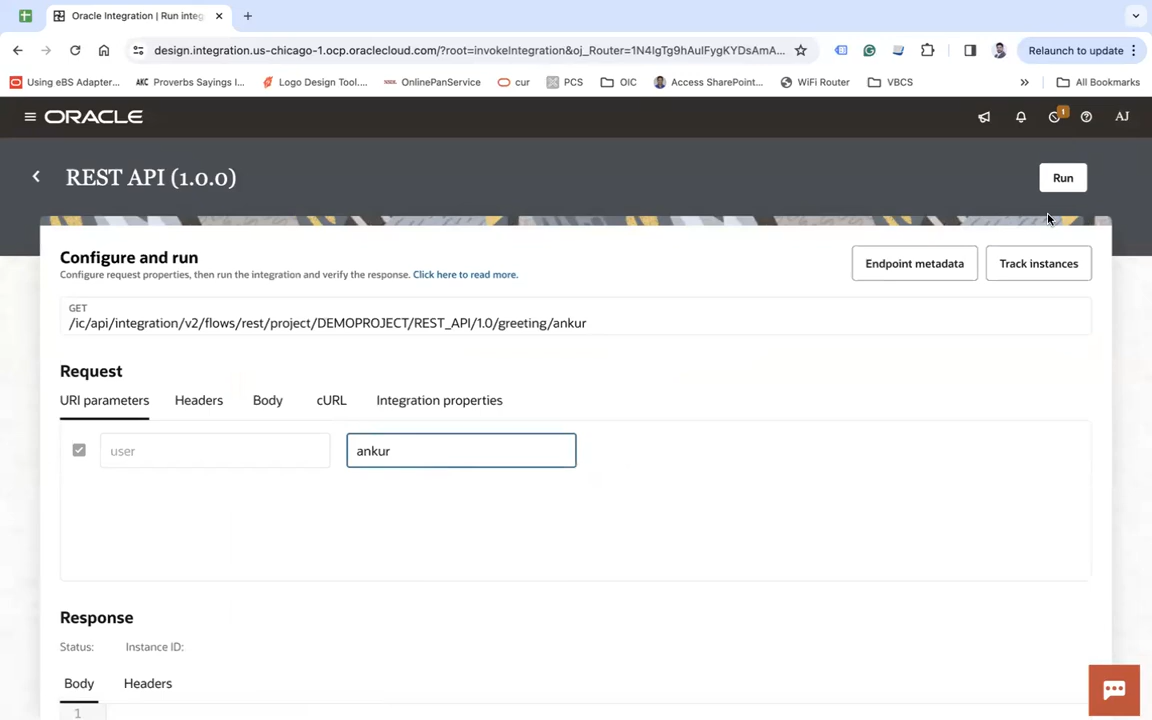 Oracle Integration | Run integ
design.integration.us-chicago-1.ocp.oraclecloud.com/?root=invokeIntegration&oj_Router=1N4IgTg9hAuIFygKYDsAmA...
Relaunch to update
Using eBS Adapter...
AKC Proverbs Sayings I...
Logo Design Tool....
OnlinePanService
cur
PCS
OIC
Access SharePoint...
WiFi Router
VBCS
»
All Bookmarks
ORACLE
1
AJ
REST API (1.0.0)
Run
Configure and run
Configure request properties, then run the integration and verify the response. Click here to read more.
Endpoint metadata
Track instances
GET
/ic/api/integration/v2/flows/rest/project/DEMOPROJECT/REST_API/1.0/greeting/ankur
Request
URI parameters
Headers
Body
cURL
Integration properties
user
ankur
Response
Status:
Instance ID:
Body
Headers
1